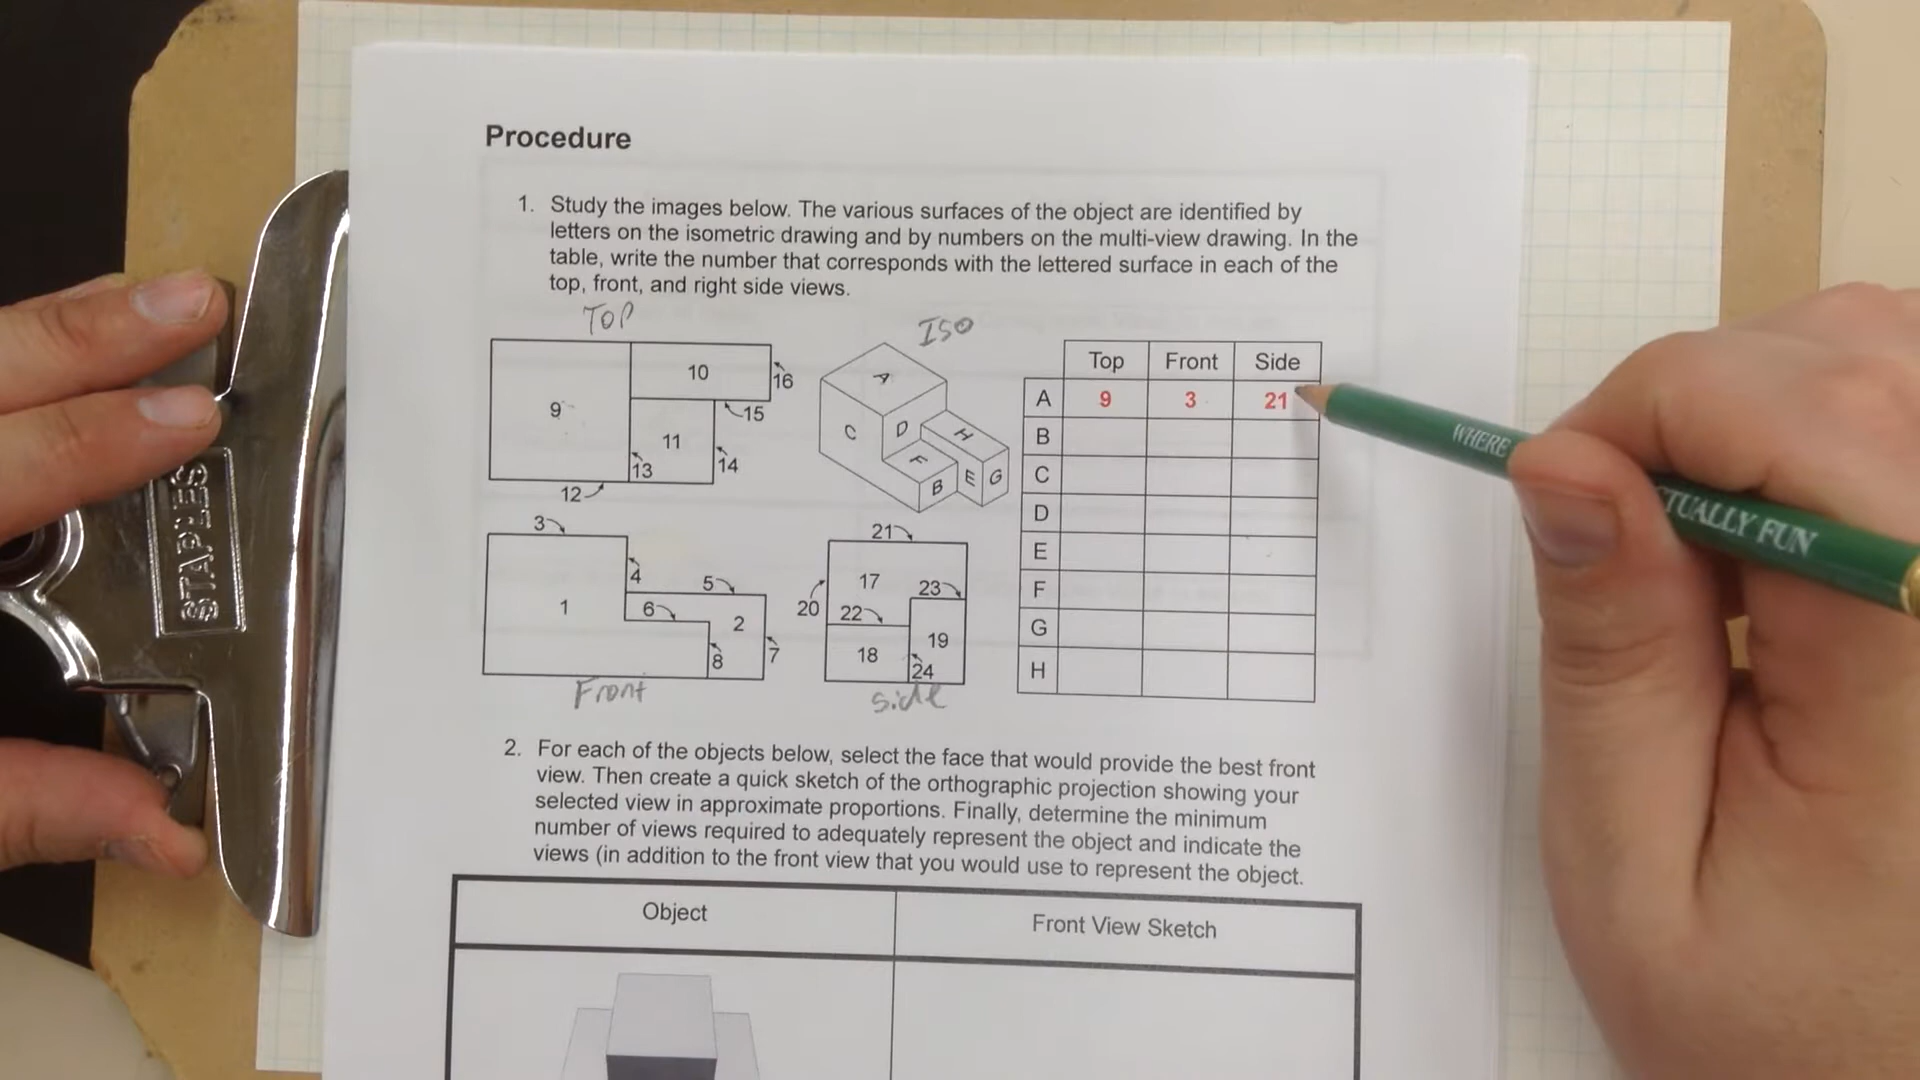 Procedure
1. Study the images below. The various surfaces of the object are identified by
letters on the isometric drawing and by numbers on the multi-view drawing. In the
table, write the number that corresponds with the lettered surface in each of the
top, front, and right side views.
TOP
9
10
16
15
11
13
14
12
ISO
A
C
D
H
F
B
E
G
3
4
5
6
1
2
8
7
Front
21
17
23
20
22
19
18
24
Side
Top Front Side
A 9 3 21
B
C
D
E
F
G
H
2. For each of the objects below, select the face that would provide the best front
view. Then create a quick sketch of the orthographic projection showing your
selected view in approximate proportions. Finally, determine the minimum
number of views required to adequately represent the object and indicate the
views (in addition to the front view that you would use to represent the object.
Object Front View Sketch
STAPLES
WHERE
CTUALLY FUN